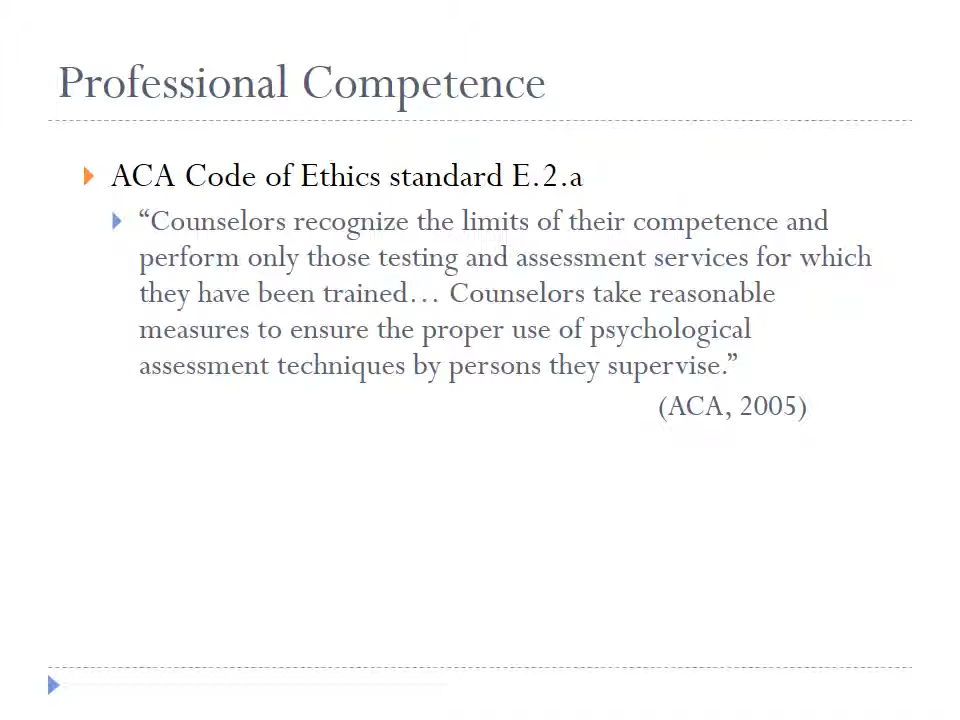 Professional Competence
ACA Code of Ethics standard E.2.a
“Counselors recognize the limits of their competence and
perform only those testing and assessment services for which
they have been trained… Counselors take reasonable
measures to ensure the proper use of psychological
assessment techniques by persons they supervise.”
(ACA, 2005)